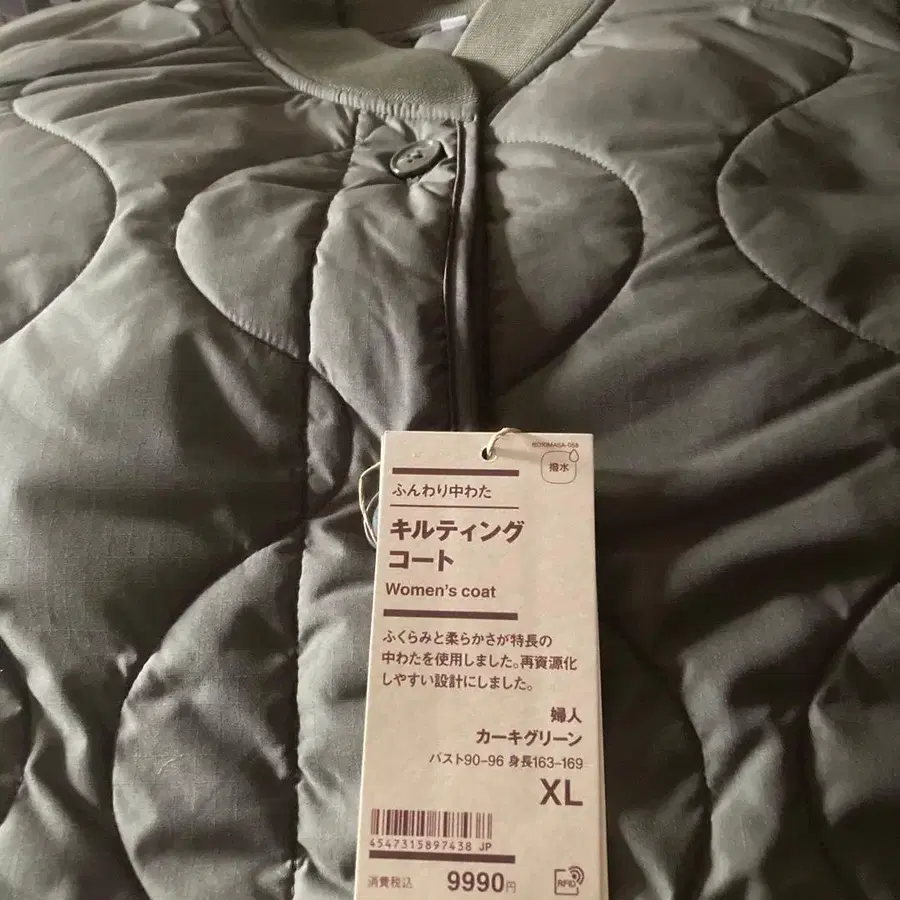 撥水
ふんわり中わた
キルティング
コート
Women's coat
ふくらみと柔らかさが特長の
中わたを使用しました。再資源化
しやすい設計にしました。
婦人
カーキグリーン
バスト90-96 身長163-169
XL
4547315897438 JP
消費税込 9990円
RFID